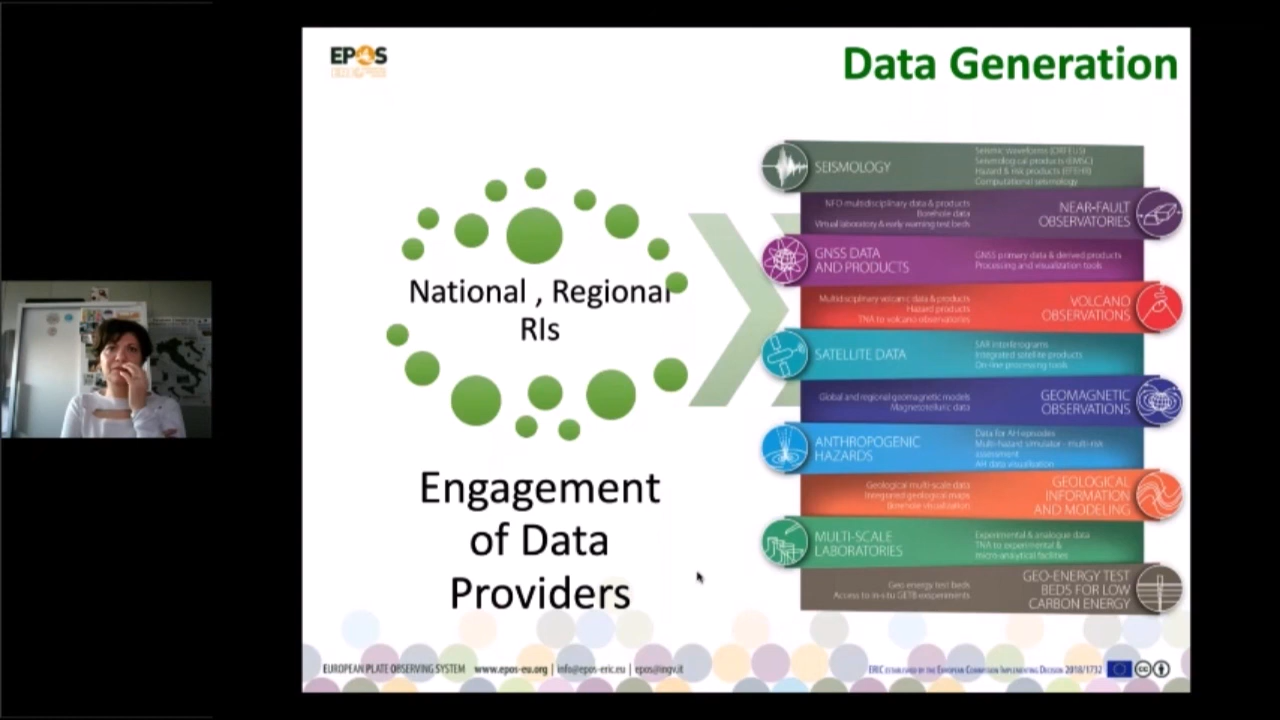 EPOS
Data Generation
National , Regional
RIs
Engagement
of Data
Providers
SEISMOLOGY
Seismic waveforms (ORFEUS)
Seismological products (EMSC)
Hazard & risk products (EFEHR)
Computational seismology
NFO multidisciplinary data & products
Borehole data
Virtual laboratory & early warning test beds
NEAR-FAULT
OBSERVATORIES
GNSS DATA
AND PRODUCTS
GNSS primary data & derived products
Processing and visualization tools
Multidisciplinary volcanic data & products
Hazard products
TNA to volcano observatories
VOLCANO
OBSERVATIONS
SATELLITE DATA
SAR interferograms
Integrated satellite products
On-line processing tools
Global and regional geomagnetic models
Magnetotelluric data
GEOMAGNETIC
OBSERVATIONS
ANTHROPOGENIC
HAZARDS
Data for AH episodes
Multi-hazard simulator - multi-risk
assessment
AH data visualisation
Geological multi-scale data
Integrated geological maps
Borehole visualization
GEOLOGICAL
INFORMATION
AND MODELING
MULTI-SCALE
LABORATORIES
Experimental & analogue data
TNA to experimental &
micro-analytical facilities
Geo energy test beds
Access to in-situ GETB experiments
GEO-ENERGY TEST
BEDS FOR LOW
CARBON ENERGY
EUROPEAN PLATE OBSERVING SYSTEM www.epos-eu.org | info@epos-eric.eu | epos@ingv.it
ERIC ESTABLISHED BY THE EUROPEAN COMMISSION IMPLEMENTING DECISION 2018/1732